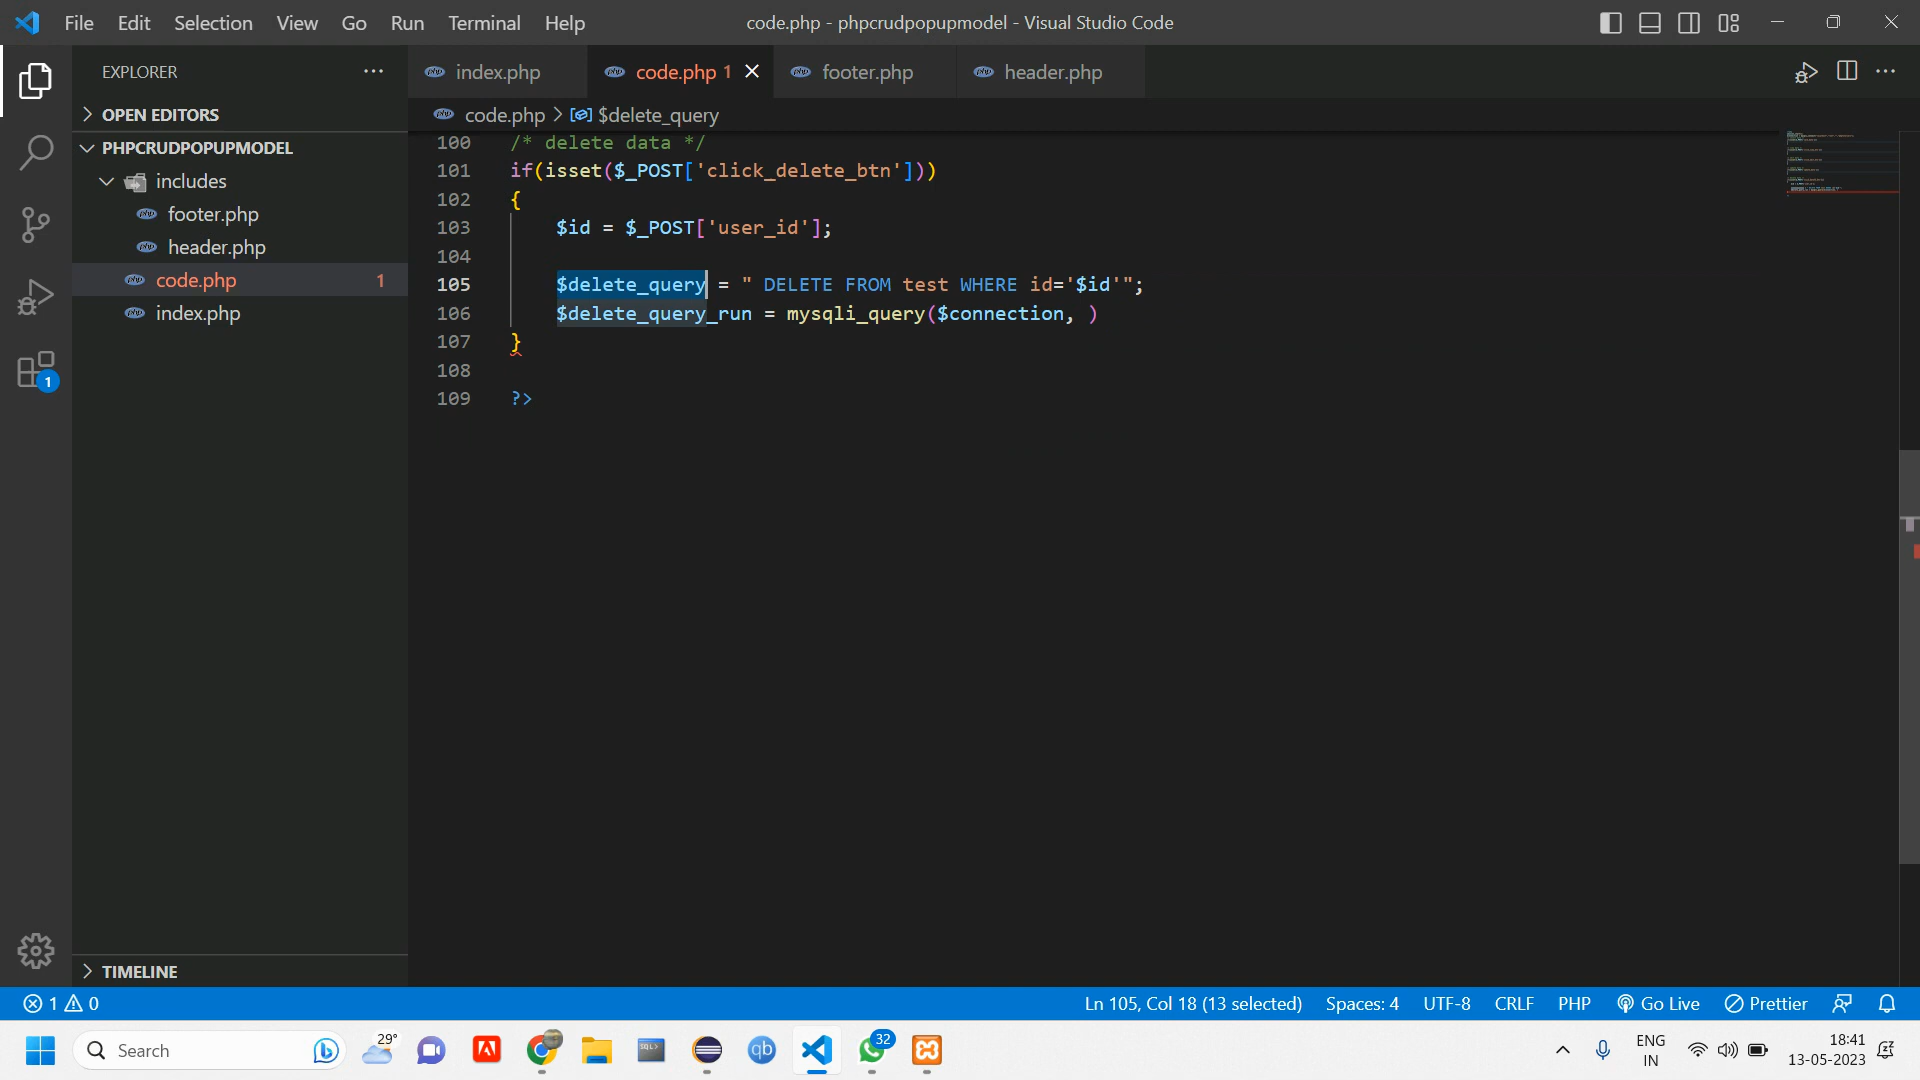 File Edit Selection View Go Run Terminal Help
code.php - phpcrudpopupmodel - Visual Studio Code
EXPLORER
OPEN EDITORS
PHPCRUDPOPUPMODEL
includes
footer.php
header.php
code.php 1
index.php
TIMELINE
index.php
code.php 1
footer.php
header.php
code.php > $delete_query
100 /* delete data */
101 if(isset($_POST['click_delete_btn']))
102 {
103 $id = $_POST['user_id'];
104
105 $delete_query = " DELETE FROM test WHERE id='$id'";
106 $delete_query_run = mysqli_query($connection, )
107 }
108
109 ?>
1
1 0
Ln 105, Col 18 (13 selected) Spaces: 4 UTF-8 CRLF PHP Go Live Prettier
Search
29°
SQL>
qb
32
ENG
IN
18:41
13-05-2023